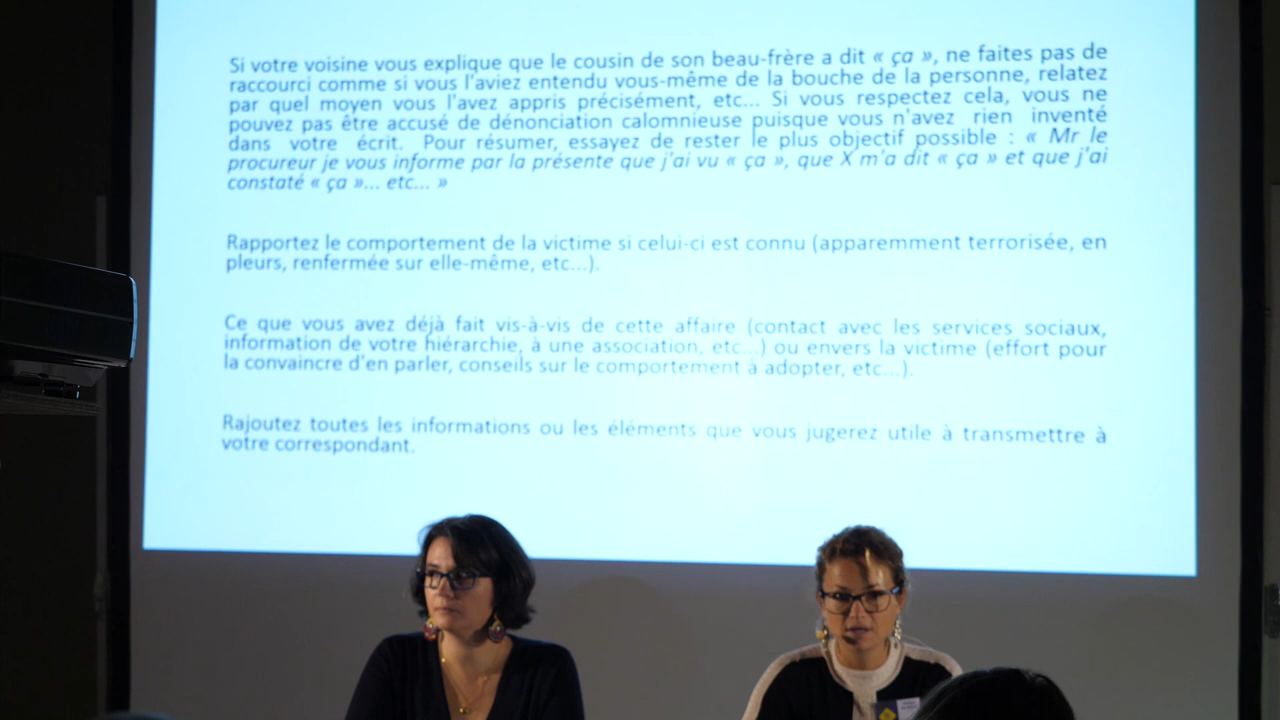 Si votre voisine vous explique que le cousin de son beau-frère a dit « ça », ne faites pas de
raccourci comme si vous l'aviez entendu vous-même de la bouche de la personne, relatez
par quel moyen vous l'avez appris précisément, etc... Si vous respectez cela, vous ne
pouvez pas être accusé de dénonciation calomnieuse puisque vous n'avez rien inventé
dans votre écrit. Pour résumer, essayez de rester le plus objectif possible : « Mr le
procureur je vous informe par la présente que j'ai vu « ça », que X m'a dit « ça » et que j'ai
constaté « ça »... etc... »
Rapportez le comportement de la victime si celui-ci est connu (apparemment terrorisée, en
pleurs, renfermée sur elle-même, etc...).
Ce que vous avez déjà fait vis-à-vis de cette affaire (contact avec les services sociaux,
information de votre hiérarchie, à une association, etc...) ou envers la victime (effort pour
la convaincre d'en parler, conseils sur le comportement à adopter, etc...).
Rajoutez toutes les informations ou les éléments que vous jugerez utile à transmettre à
votre correspondant.